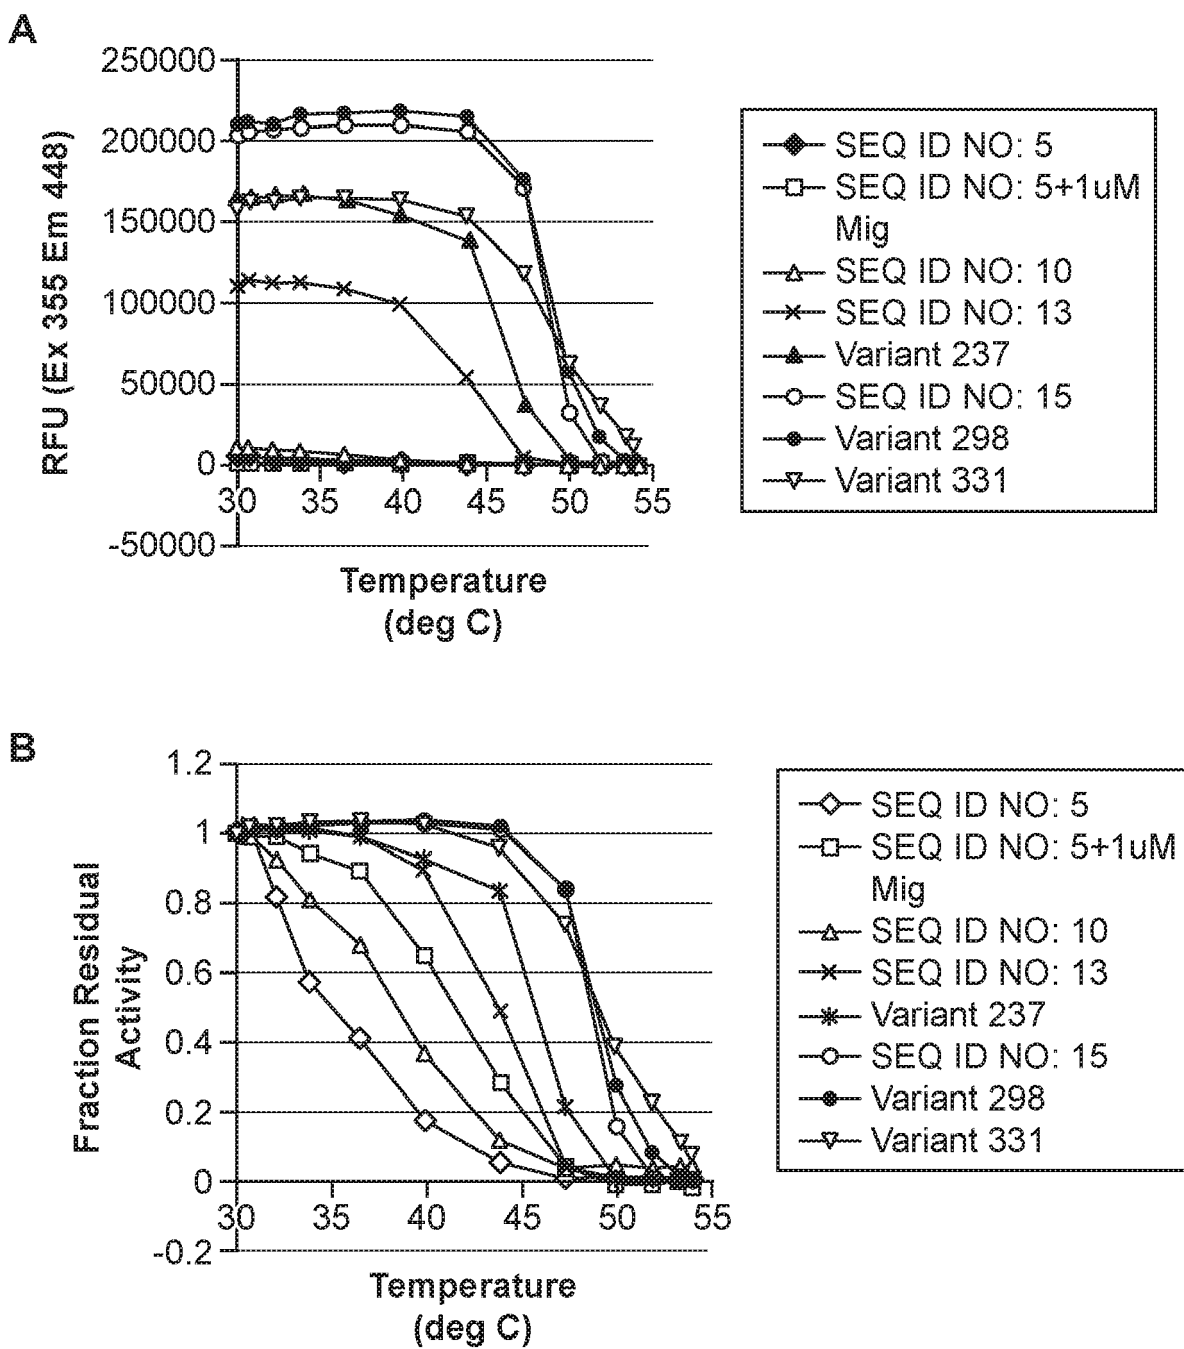 A
250000
200000
150000
100000
50000
0
-50000
RFU (Ex 355 Em 448)
30 35 40 45 50 55
Temperature
(deg C)
SEQ ID NO: 5
SEQ ID NO: 5+1uM
Mig
SEQ ID NO: 10
SEQ ID NO: 13
Variant 237
SEQ ID NO: 15
Variant 298
Variant 331
B
1.2
1
0.8
0.6
0.4
0.2
0
-0.2
Fraction Residual
Activity
30 35 40 45 50 55
Temperature
(deg C)
SEQ ID NO: 5
SEQ ID NO: 5+1uM
Mig
SEQ ID NO: 10
SEQ ID NO: 13
Variant 237
SEQ ID NO: 15
Variant 298
Variant 331